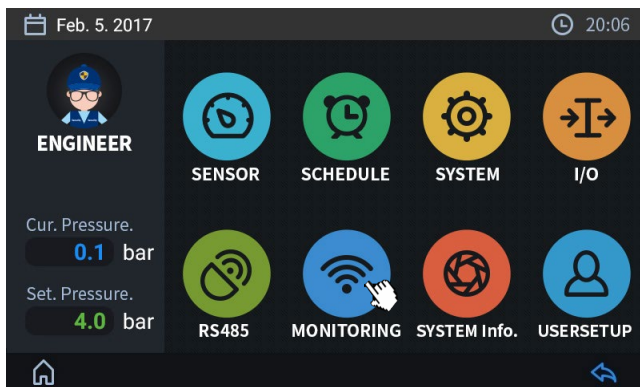 Feb. 5. 2017
20:06
ENGINEER
Cur. Pressure.
0.1 bar
Set. Pressure.
4.0 bar
SENSOR
SCHEDULE
SYSTEM
I/O
RS485
MONITORING
SYSTEM Info.
USERSETUP